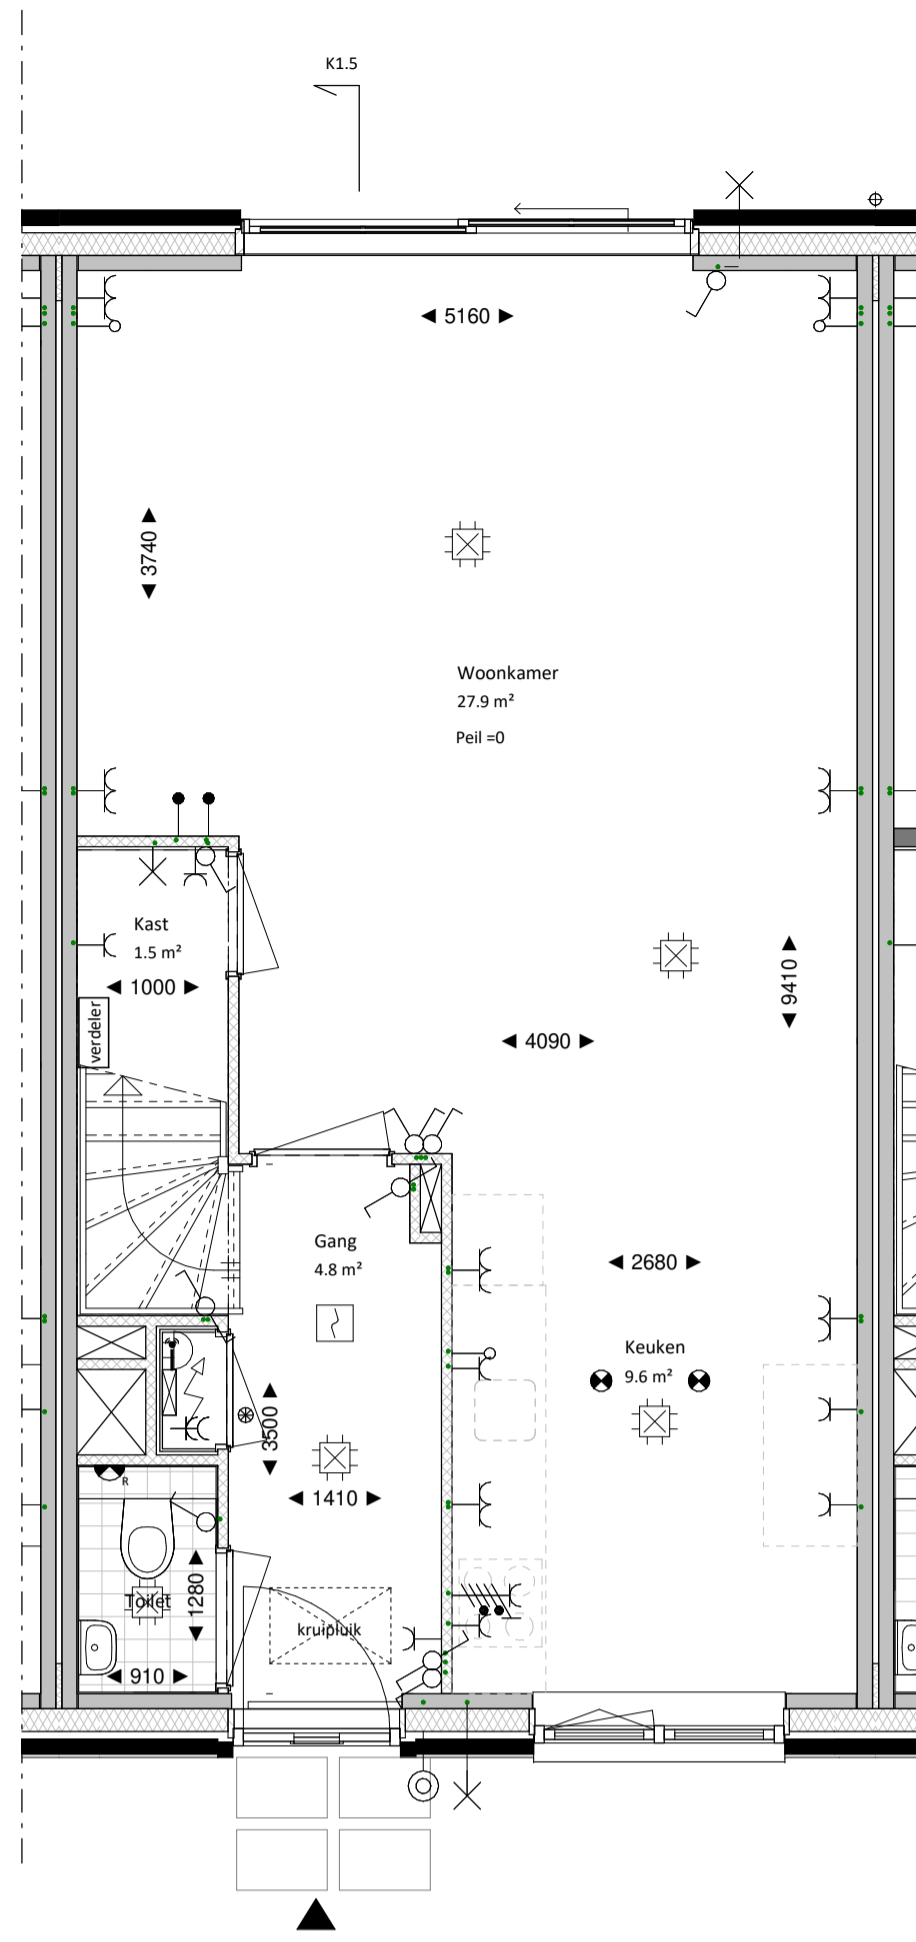 K1.5
◄ 5160 ►
◄ 3740 ►
Woonkamer
27.9 m²
Peil =0
Kast
1.5 m²
◄ 1000 ►
verdeler
◄ 9410 ►
◄ 4090 ►
Gang
4.8 m²
◄ 2680 ►
Keuken
9.6 m²
◄ 3500 ►
R
◄ 1410 ►
Toilet
◄ 1280 ►
kruipluik
◄ 910 ►